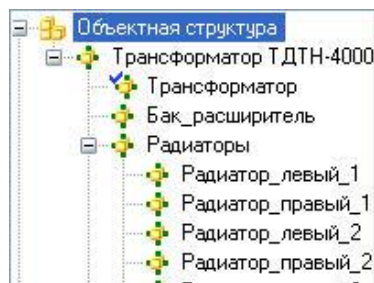 Объектная структура
Трансформатор ТДТН-4000
Трансформатор
Бак_расширитель
Радиаторы
Радиатор_левый_1
Радиатор_правый_1
Радиатор_левый_2
Радиатор_правый_2